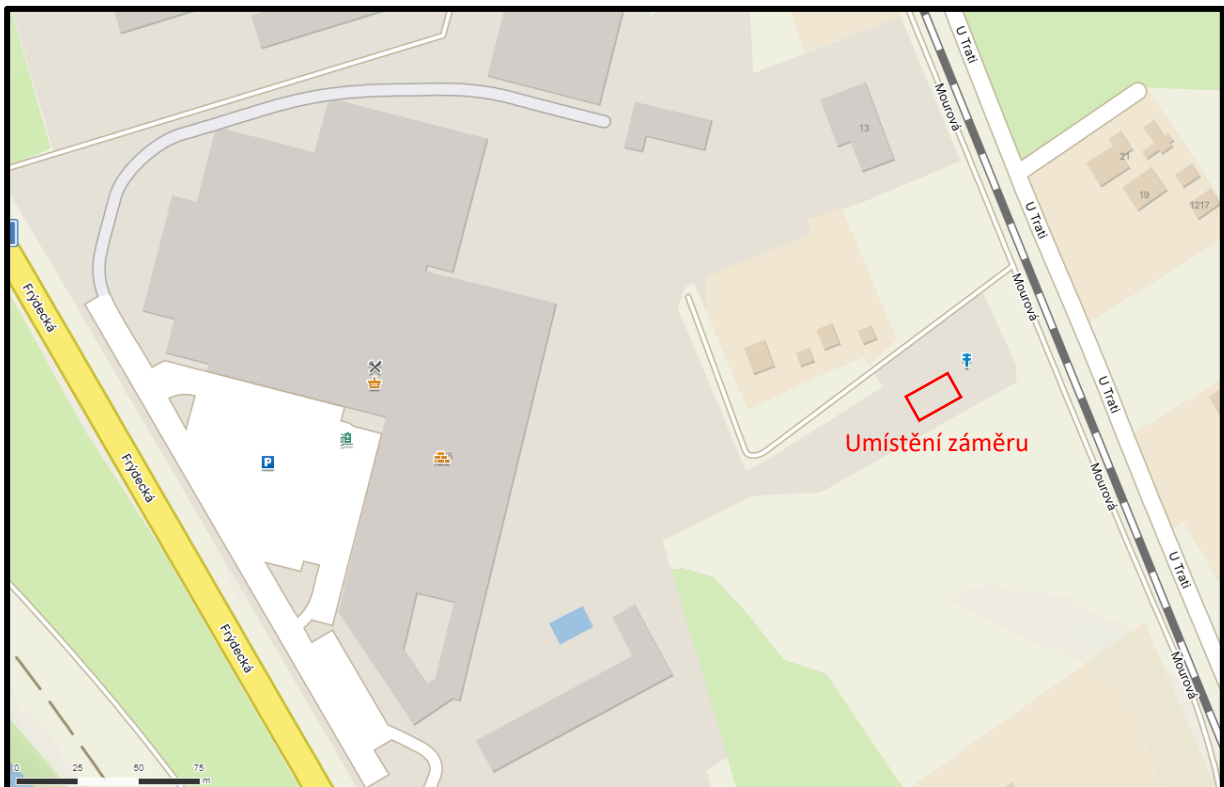 U Trati
Mourová
13
21
19
1217
U Trati
Frýdecká
Mourová
U Trati
P
Umístění záměru
Frýdecká
Mourová
U Trati
Frýdecká
Mourová
0 25 50 75
m